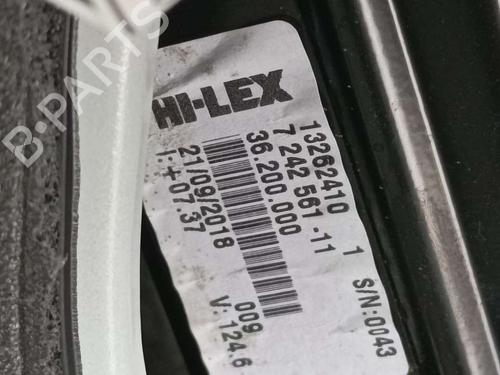 B-PARTS
HI-LEX
13262410 1 S/N:0043
7 242 561-11
36.200.000
21/09/2018 009
I:+07.37 V: 124.6